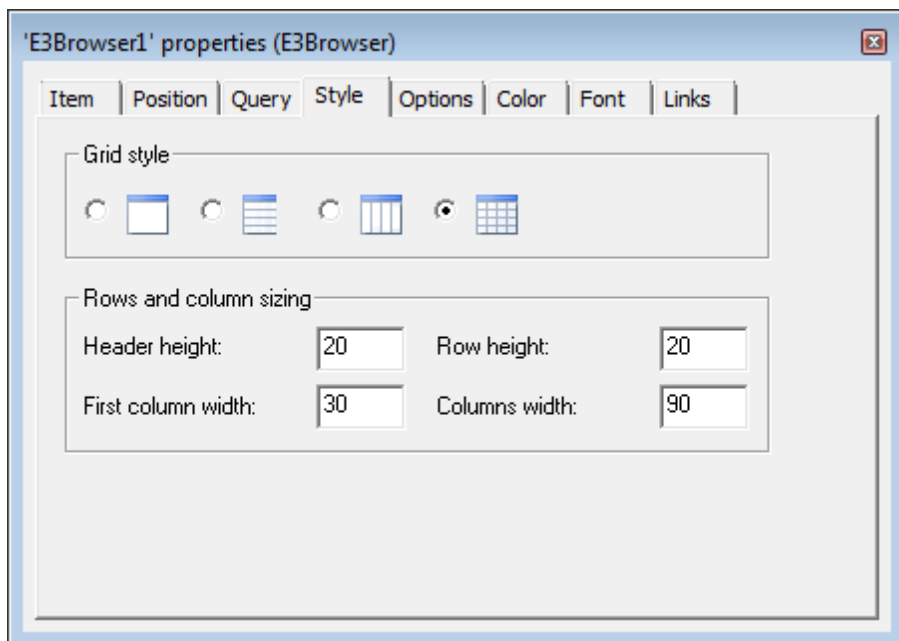 'E3Browser1' properties (E3Browser)
Item Position Query Style Options Color Font Links
Grid style
Rows and column sizing
Header height: 20 Row height: 20
First column width: 30 Columns width: 90